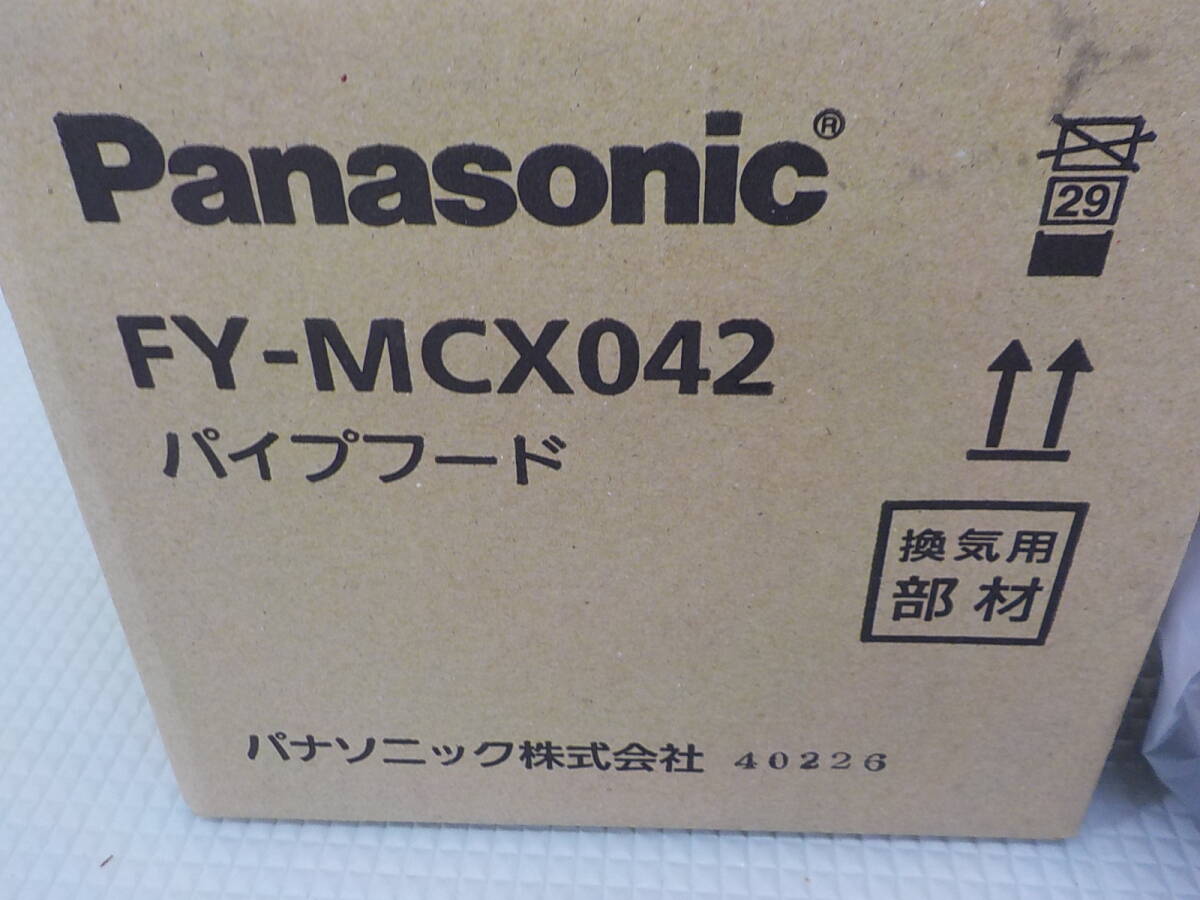 Panasonic®
29
FY-MCX042
パイプフード
換気用
部材
パナソニック株式会社 40226